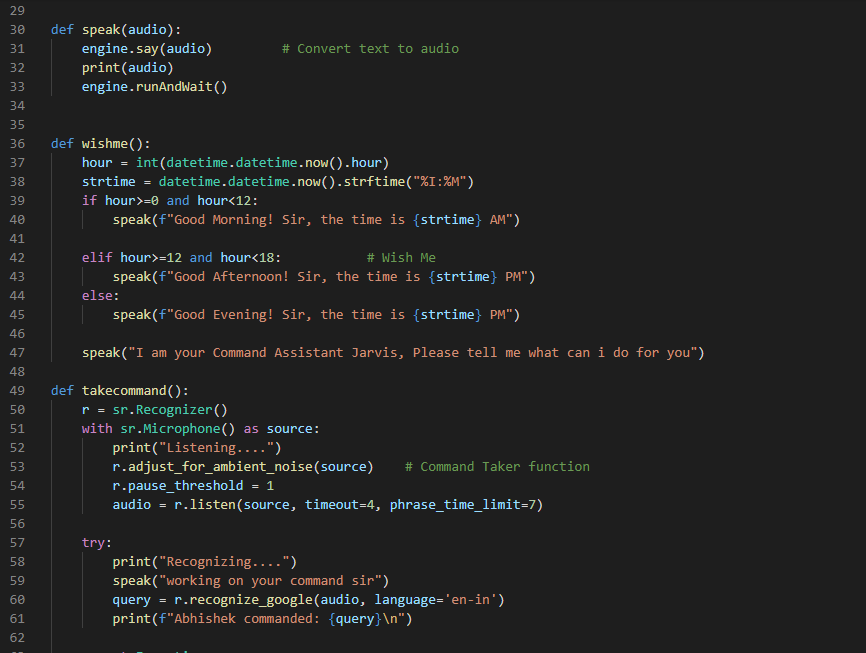 29
30 def speak(audio):
31     engine.say(audio)         # Convert text to audio
32     print(audio)
33     engine.runAndWait()
34
35
36 def wishme():
37     hour = int(datetime.datetime.now().hour)
38     strtime = datetime.datetime.now().strftime("%I:%M")
39     if hour>=0 and hour<12:
40         speak(f"Good Morning! Sir, the time is {strtime} AM")
41
42     elif hour>=12 and hour<18:           # Wish Me
43         speak(f"Good Afternoon! Sir, the time is {strtime} PM")
44     else:
45         speak(f"Good Evening! Sir, the time is {strtime} PM")
46
47     speak("I am your Command Assistant Jarvis, Please tell me what can i do for you")
48
49 def takecommand():
50     r = sr.Recognizer()
51     with sr.Microphone() as source:
52         print("Listening....")
53         r.adjust_for_ambient_noise(source)    # Command Taker function
54         r.pause_threshold = 1
55         audio = r.listen(source, timeout=4, phrase_time_limit=7)
56
57     try:
58         print("Recognizing....")
59         speak("working on your command sir")
60         query = r.recognize_google(audio, language='en-in')
61         print(f"Abhishek commanded: {query}\n")
62